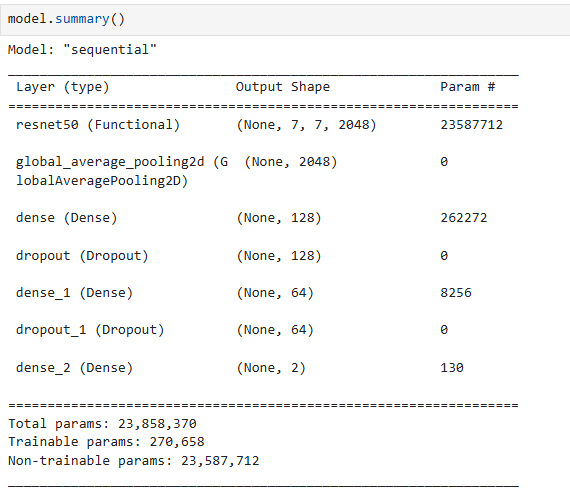 model.summary()
Model: "sequential"
_________________________________________________________________
Layer (type) Output Shape Param #
=================================================================
resnet50 (Functional) (None, 7, 7, 2048) 23587712
global_average_pooling2d (G (None, 2048) 0
lobalAveragePooling2D)
dense (Dense) (None, 128) 262272
dropout (Dropout) (None, 128) 0
dense_1 (Dense) (None, 64) 8256
dropout_1 (Dropout) (None, 64) 0
dense_2 (Dense) (None, 2) 130
=================================================================
Total params: 23,858,370
Trainable params: 270,658
Non-trainable params: 23,587,712
_________________________________________________________________